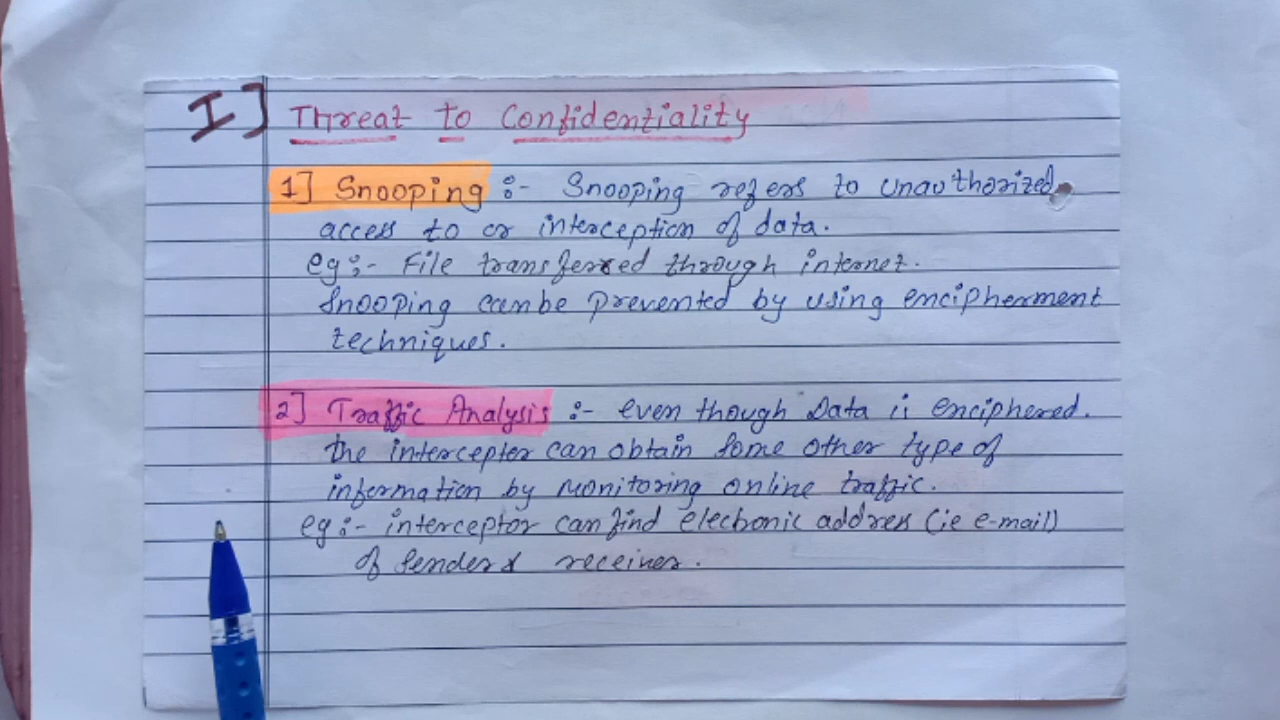 I] Threat to Confidentiality
1] Snooping :- Snooping refers to unauthorized
access to or interception of data.
eg :- File transferred through internet.
Snooping canbe prevented by using encipherment
techniques.
2] Traffic Analysis :- even though Data is enciphered.
the intercepter can obtain some other type of
information by monitoring online traffic.
eg :- interceptor can find electronic address (ie e-mail)
of sender & receiver.